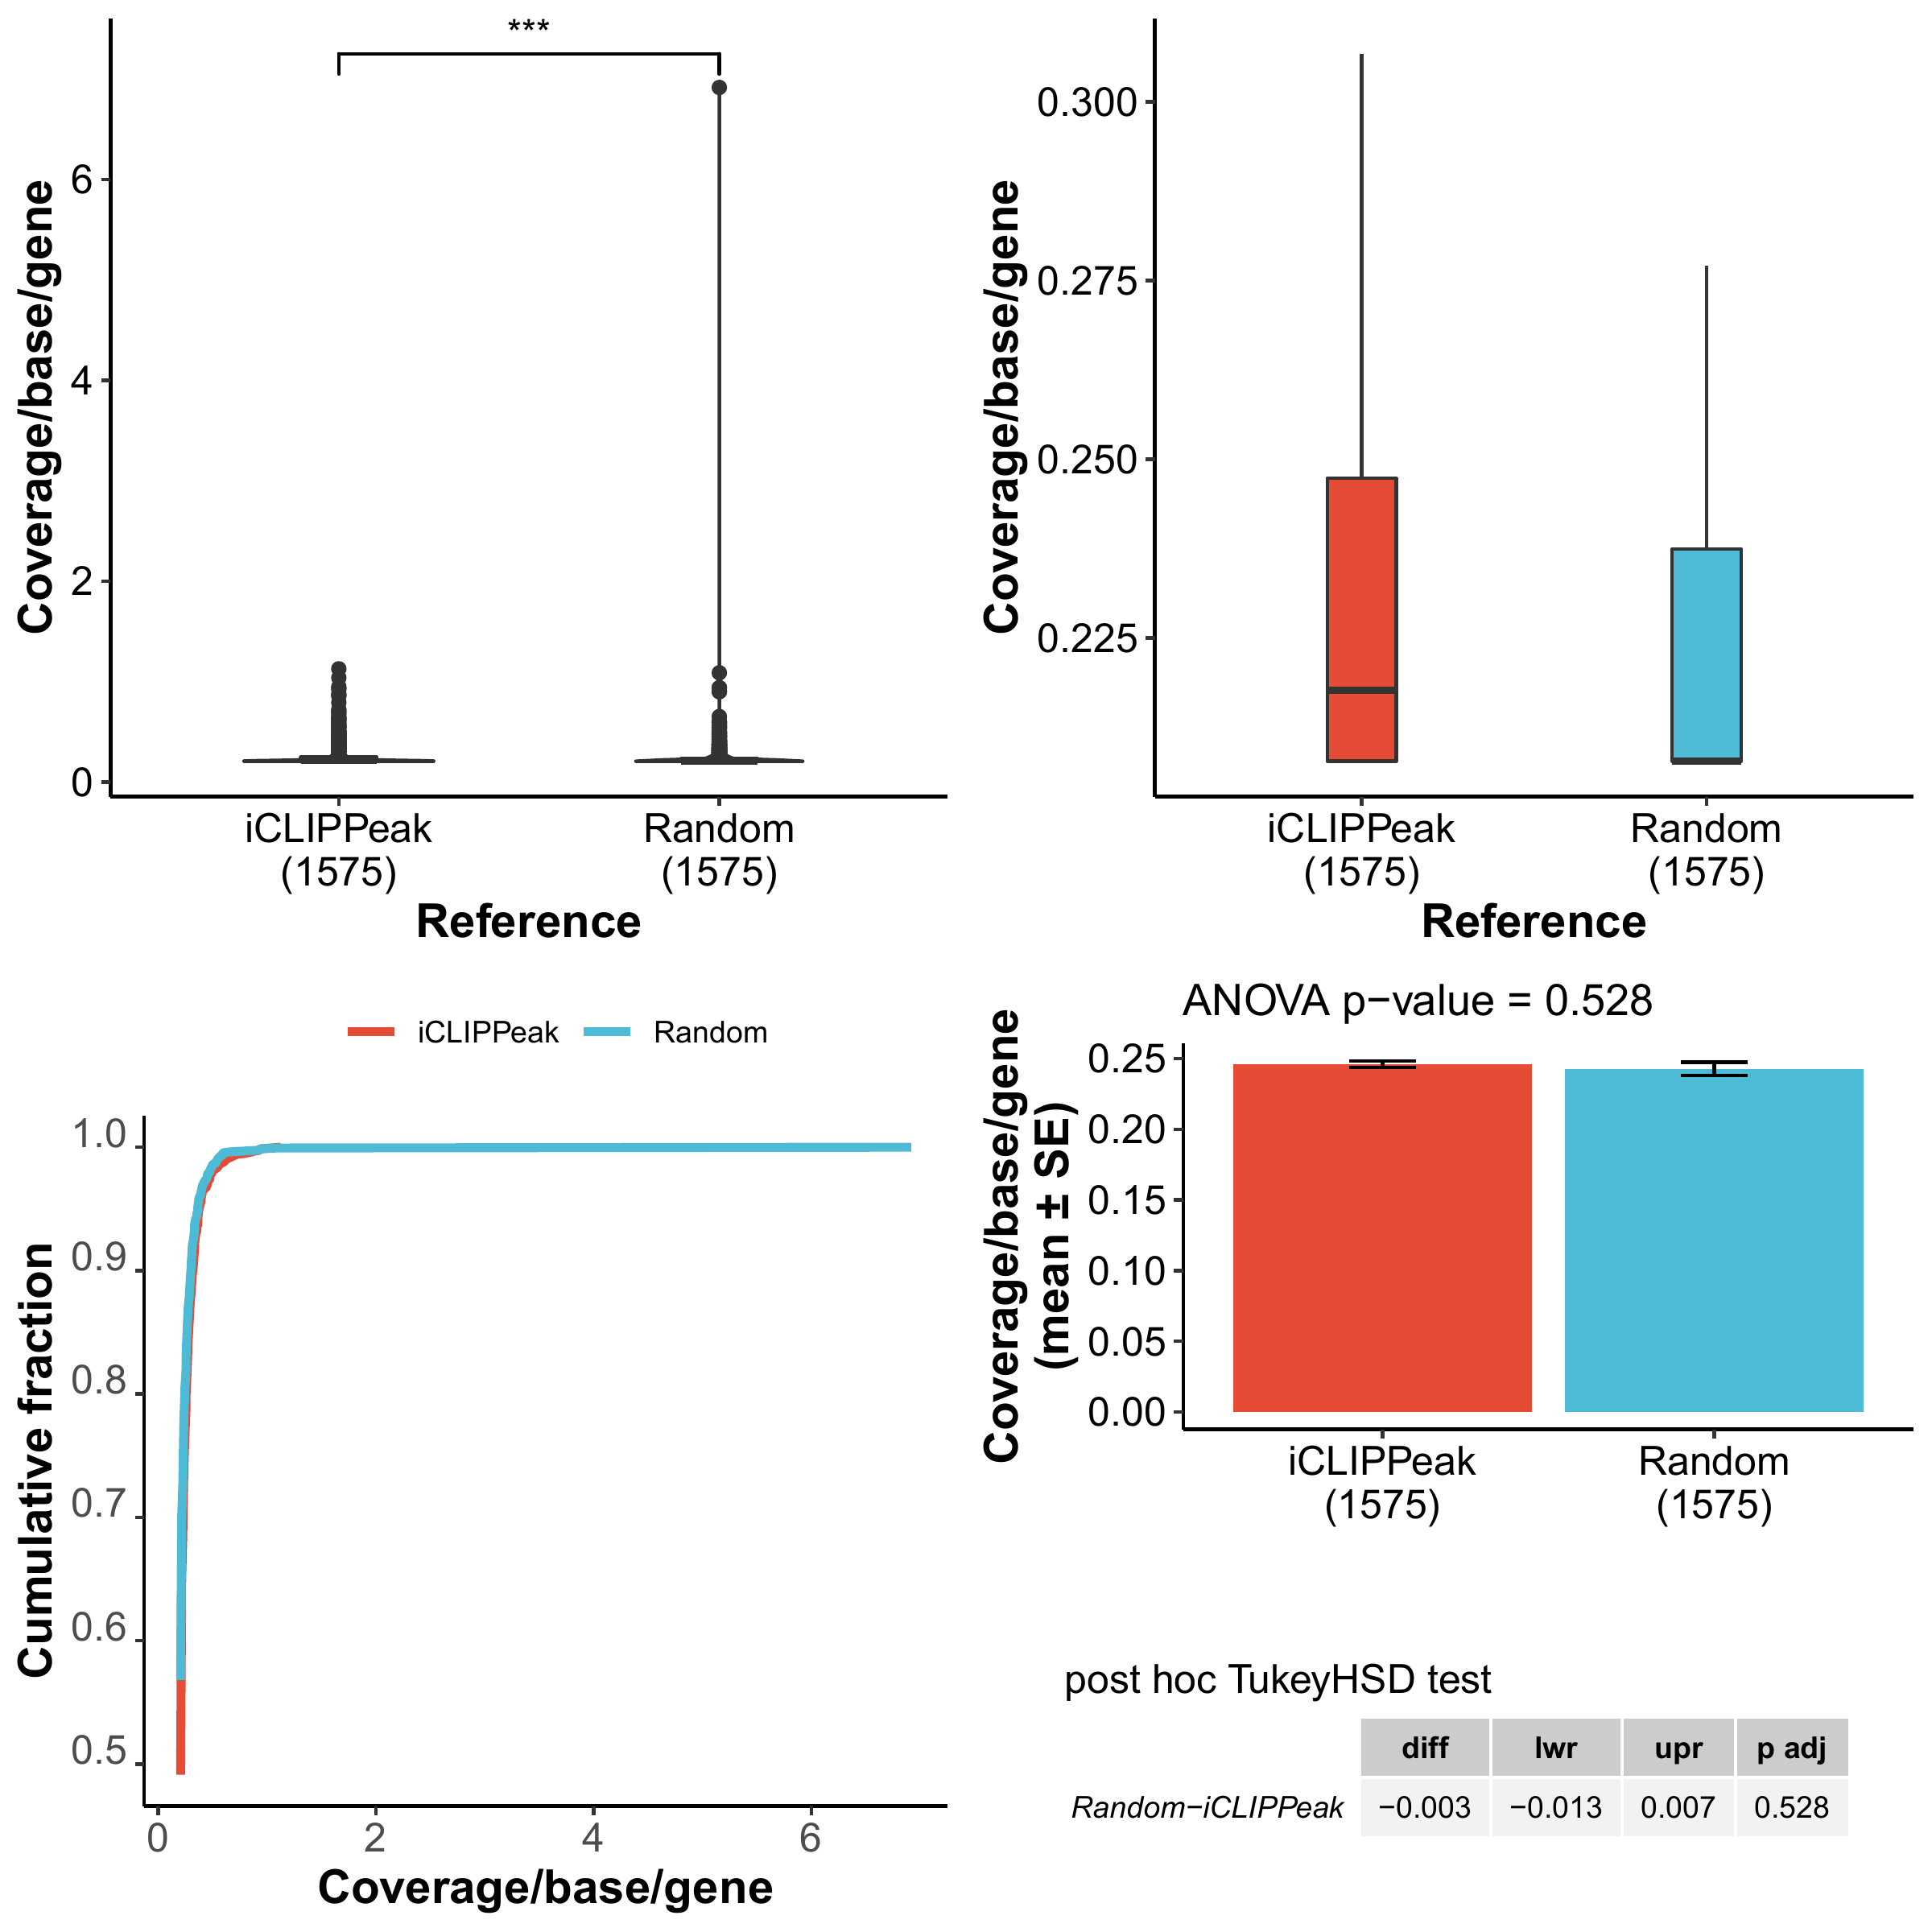 ***
Coverage/base/gene
6
4
2
0
iCLIPPeak
(1575)
Random
(1575)
Reference
Coverage/base/gene
0.300
0.275
0.250
0.225
iCLIPPeak
(1575)
Random
(1575)
Reference
iCLIPPeak
Random
Cumulative fraction
1.0
0.9
0.8
0.7
0.6
0.5
0
2
4
6
Coverage/base/gene
ANOVA p−value = 0.528
Coverage/base/gene
(mean ± SE)
0.25
0.20
0.15
0.10
0.05
0.00
iCLIPPeak
(1575)
Random
(1575)
post hoc TukeyHSD test
diff lwr upr p adj
Random−iCLIPPeak −0.003 −0.013 0.007 0.528